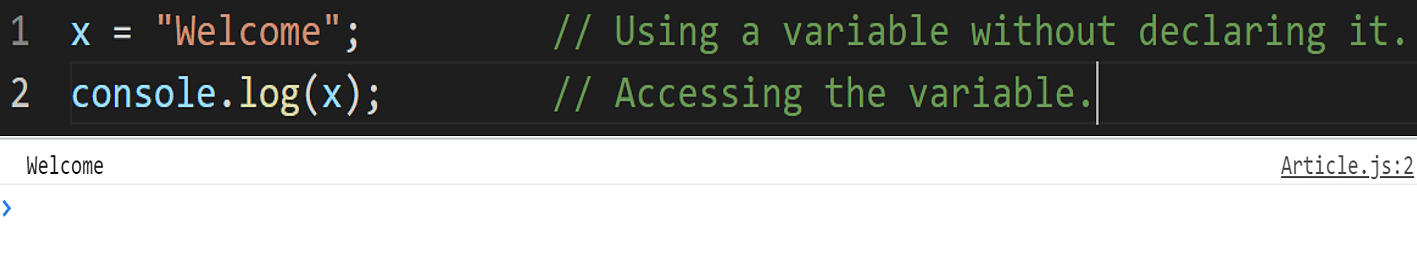 1 x = "Welcome"; // Using a variable without declaring it.
2 console.log(x); // Accessing the variable.
Welcome Article.js:2
›